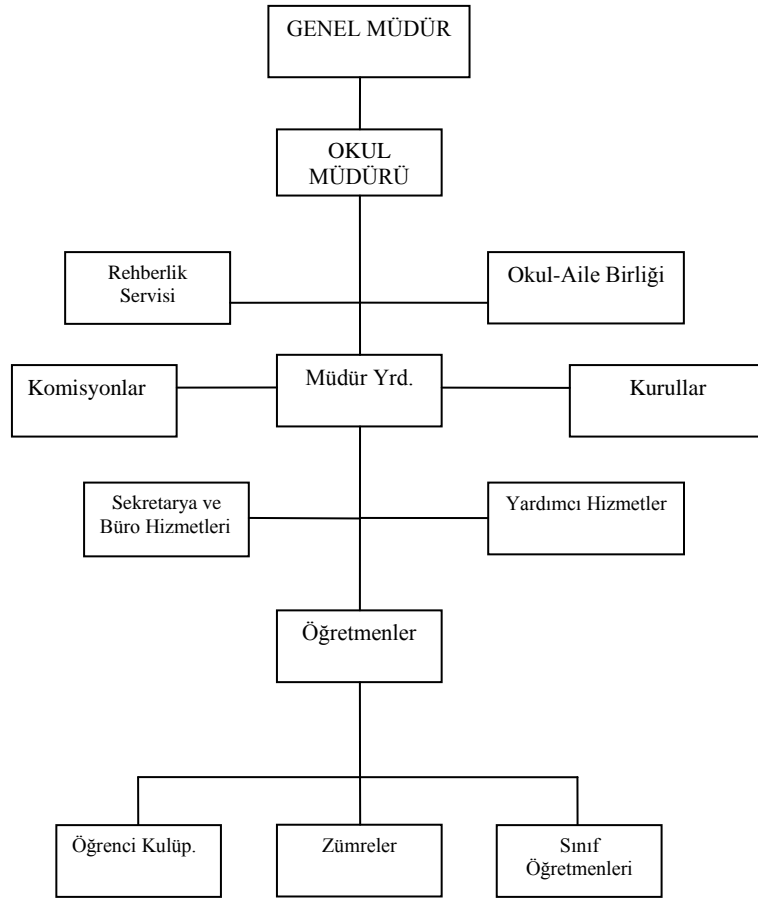 GENEL MÜDÜR
OKUL
MÜDÜRÜ
Rehberlik
Servisi
Okul-Aile Birliği
Komisyonlar
Müdür Yrd.
Kurullar
Sekretarya ve
Büro Hizmetleri
Yardımcı Hizmetler
Öğretmenler
Öğrenci Kulüp.
Zümreler
Sınıf
Öğretmenleri